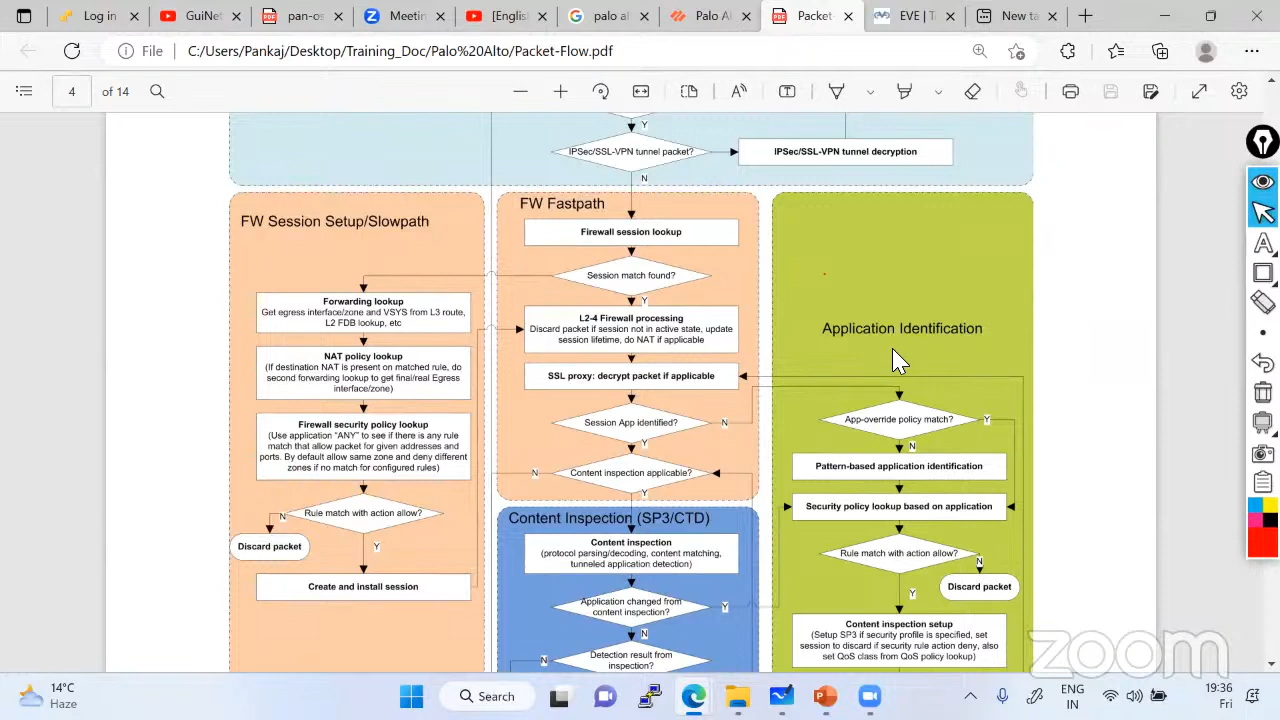 GuiNet
FW Pa
Meetin
[English
palo a
Palo Al
Packet-
EVE | T
New ta
File
C:/Users/Pankaj/Desktop/Training_Doc/Palo%20Alto/Packet-Flow.pdf
4 of 14
Y
IPSec/SSL-VPN tunnel packet?
IPSec/SSL-VPN tunnel decryption
N
FW Session Setup/Slowpath
FW Fastpath
Firewall session lookup
Session match found?
Y
Forwarding lookup
Get egress interface/zone and VSYS from L3 route,
L2 FDB lookup, etc
NAT policy lookup
(If destination NAT is present on matched rule, do
second forwarding lookup to get final/real Egress
interface/zone)
Firewall security policy lookup
(Use application "ANY" to see if there is any rule
match that allow packet for given addresses and
ports. By default allow same zone and deny different
zones if no match for configured rules)
Rule match with action allow?
N
Discard packet
Y
Create and install session
L2-4 Firewall processing
Discard packet if session not in active state, update
session lifetime, do NAT if applicable
SSL proxy: decrypt packet if applicable
Session App identified?
N
Y
Content inspection applicable?
N
Y
Content Inspection (SP3/CTD)
Content inspection
(protocol parsing/decoding, content matching,
tunneled application detection)
Application changed from
content inspection?
Y
N
Detection result from
inspection?
N
Application Identification
App-override policy match?
Y
N
Pattern-based application identification
Security policy lookup based on application
Rule match with action allow?
N
Discard packet
Y
Content inspection setup
(Setup SP3 if security profile is specified, set
session to discard if security rule action deny, also
set QoS class from QoS policy lookup)
zoom
14°C
Haze
Search
ENG
IN
19:36
Fri